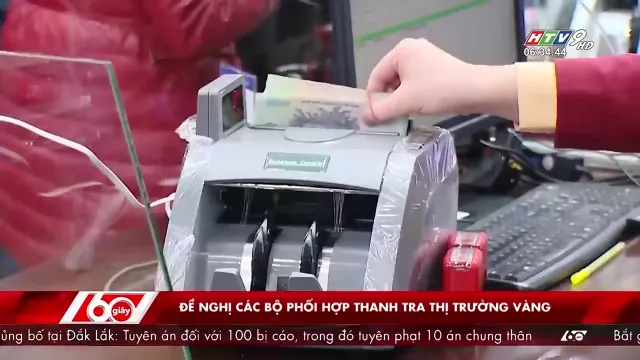 HTV9 HD
06:34:44
60 giây
ĐỀ NGHỊ CÁC BỘ PHỐI HỢP THANH TRA THỊ TRƯỜNG VÀNG
ủng bố tại Đắk Lắk: Tuyên án đối với 100 bị cáo, trong đó tuyên phạt 10 án chung thân
60
Bắt g